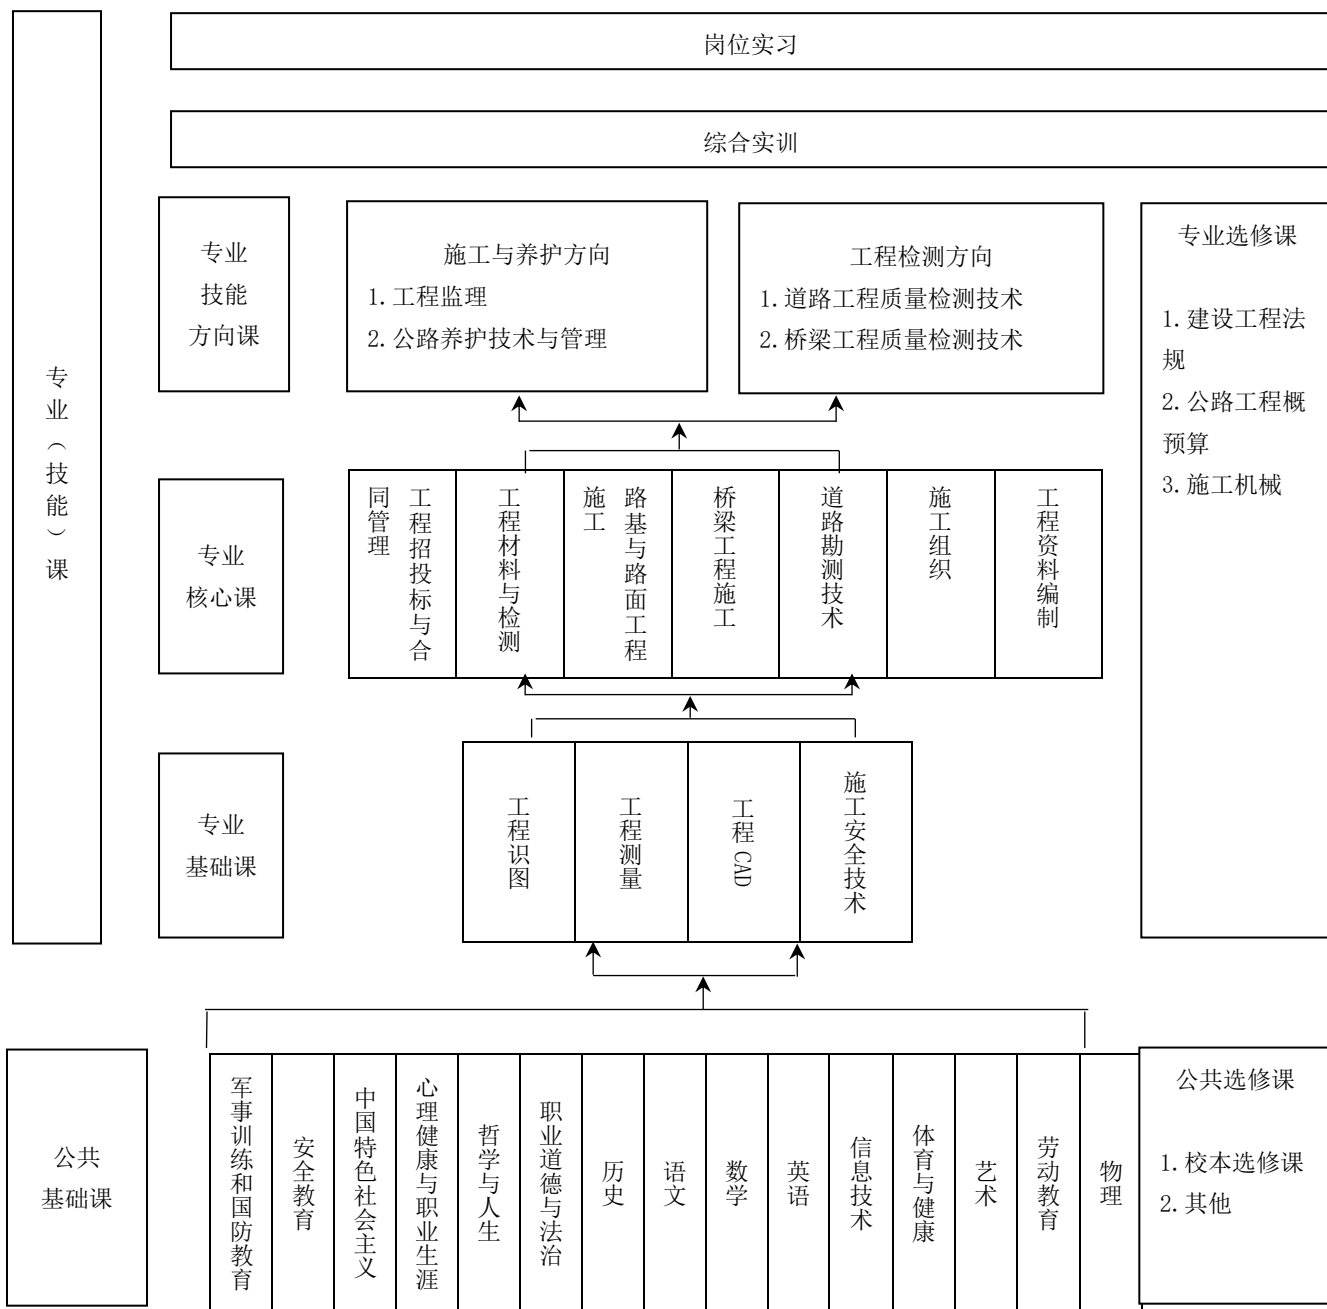 岗位实习
综合实训
专业（技能）课
专业
技能
方向课
施工与养护方向
1.工程监理
2.公路养护技术与管理
工程检测方向
1.道路工程质量检测技术
2.桥梁工程质量检测技术
专业选修课
1.建设工程法
规
2.公路工程概
预算
3.施工机械
专业
核心课
工程招投标与合
同管理
工程材料与检测
路基与路面工程
施工
桥梁工程施工
道路勘测技术
施工组织
工程资料编制
专业
基础课
工程识图
工程测量
工程 CAD
施工安全技术
公共
基础课
军事训练和国防教育
安全教育
中国特色社会主义
心理健康与职业生涯
哲学与人生
职业道德与法治
历史
语文
数学
英语
信息技术
体育与健康
艺术
劳动教育
物理
公共选修课
1.校本选修课
2.其他